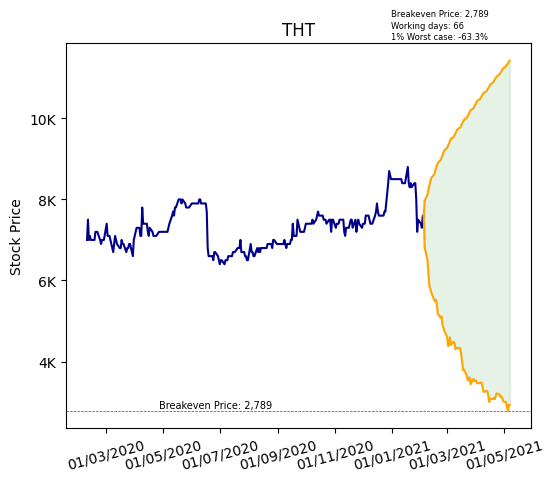 Breakeven Price: 2,789
Working days: 66
1% Worst case: -63.3%
THT
Stock Price
10K
8K
6K
4K
Breakeven Price: 2,789
01/03/2020 01/05/2020 01/07/2020 01/09/2020 01/11/2020 01/01/2021 01/03/2021 01/05/2021